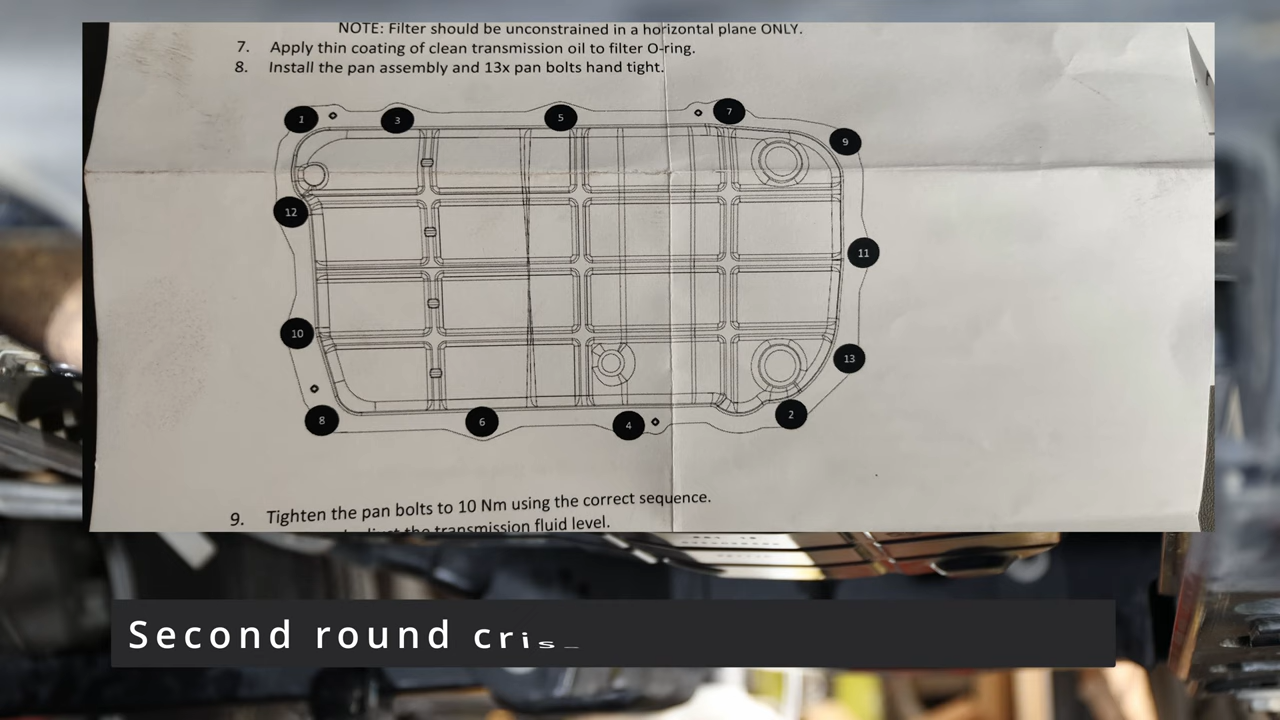 NOTE: Filter should be unconstrained in a horizontal plane ONLY.
7. Apply thin coating of clean transmission oil to filter O-ring.
8. Install the pan assembly and 13x pan bolts hand tight.
1 3 5 7
9
12
11
10
13
8 6 4 2
9. Tighten the pan bolts to 10 Nm using the correct sequence.
the transmission fluid level.
Second round cris_